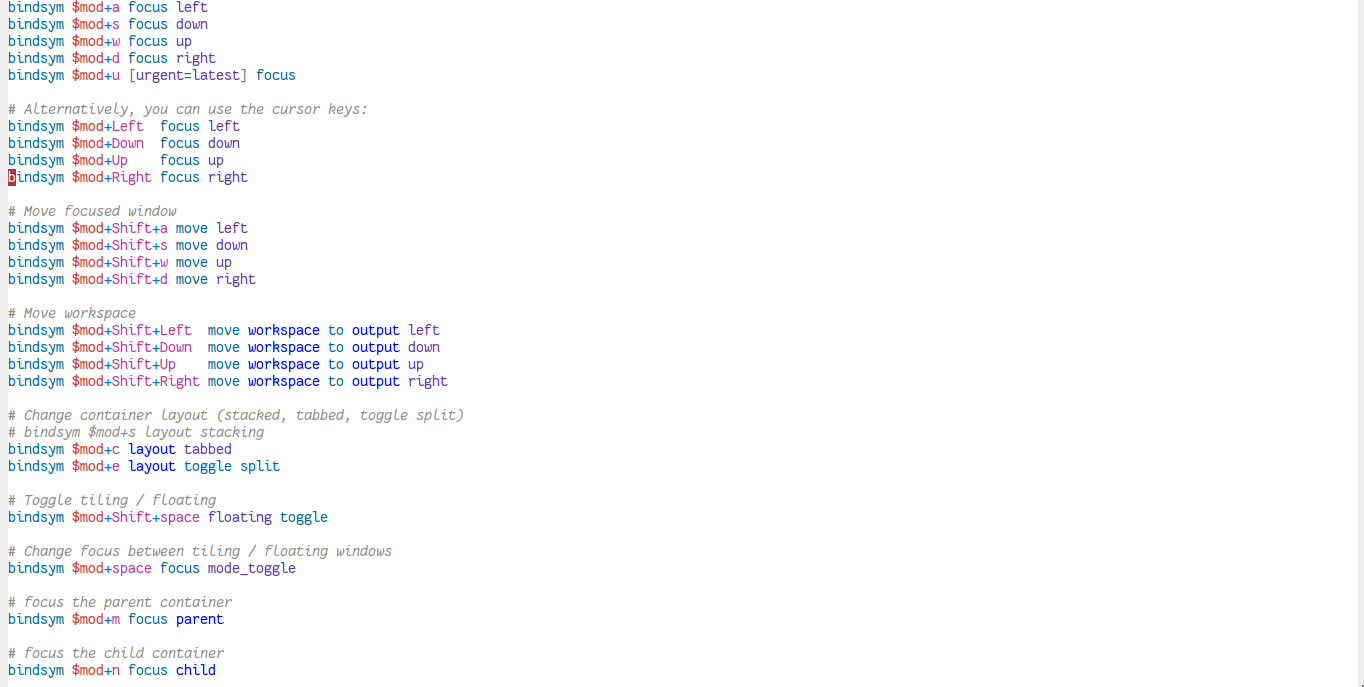 bindsym $mod+a focus left
bindsym $mod+s focus down
bindsym $mod+w focus up
bindsym $mod+d focus right
bindsym $mod+u [urgent=latest] focus

# Alternatively, you can use the cursor keys:
bindsym $mod+Left  focus left
bindsym $mod+Down  focus down
bindsym $mod+Up    focus up
bindsym $mod+Right focus right

# Move focused window
bindsym $mod+Shift+a move left
bindsym $mod+Shift+s move down
bindsym $mod+Shift+w move up
bindsym $mod+Shift+d move right

# Move workspace
bindsym $mod+Shift+Left  move workspace to output left
bindsym $mod+Shift+Down  move workspace to output down
bindsym $mod+Shift+Up    move workspace to output up
bindsym $mod+Shift+Right move workspace to output right

# Change container layout (stacked, tabbed, toggle split)
# bindsym $mod+s layout stacking
bindsym $mod+c layout tabbed
bindsym $mod+e layout toggle split

# Toggle tiling / floating
bindsym $mod+Shift+space floating toggle

# Change focus between tiling / floating windows
bindsym $mod+space focus mode_toggle

# focus the parent container
bindsym $mod+m focus parent

# focus the child container
bindsym $mod+n focus child